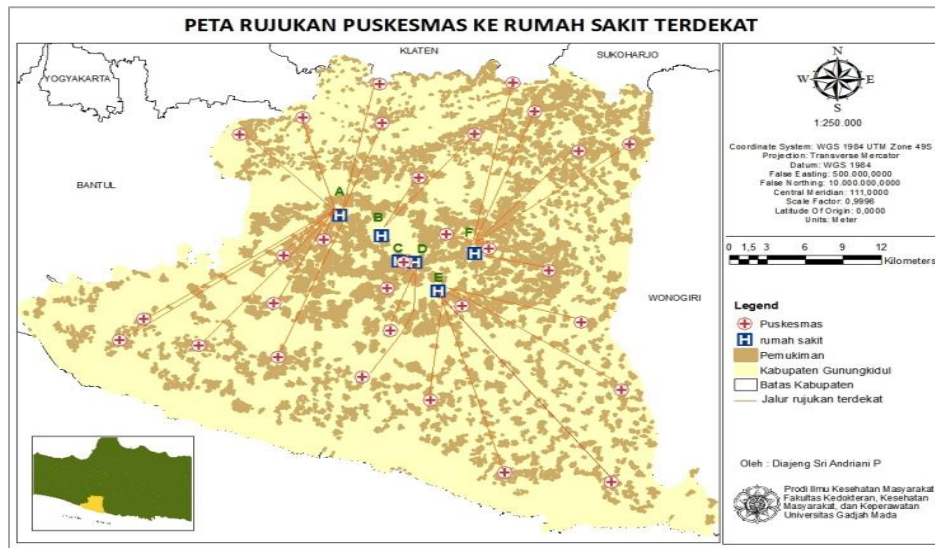 PETA RUJUKAN PUSKESMAS KE RUMAH SAKIT TERDEKAT
KLATEN
SUKOHARJO
YOGYAKARTA
BANTUL
WONOGIRI
A
H
B
H
C
D
F
H
H
H
E
H
N
W
E
S
1:250.000
Coordinate System: WGS 1984 UTM Zone 49S
Projection: Transverse Mercator
Datum: WGS 1984
False Easting: 500.000,0000
False Northing: 10.000.000,0000
Central Meridian: 111,0000
Scale Factor: 0,9996
Latitude Of Origin: 0,0000
Units: Meter
0 1,5 3 6 9 12
Kilometers
Legend
Puskesmas
H rumah sakit
Pemukiman
Kabupaten Gunungkidul
Batas Kabupaten
Jalur rujukan terdekat
Oleh : Diajeng Sri Andriani P
Prodi Ilmu Kesehatan Masyarakat
Fakultas Kedokteran, Kesehatan
Masyarakat, dan Keperawatan
Universitas Gadjah Mada